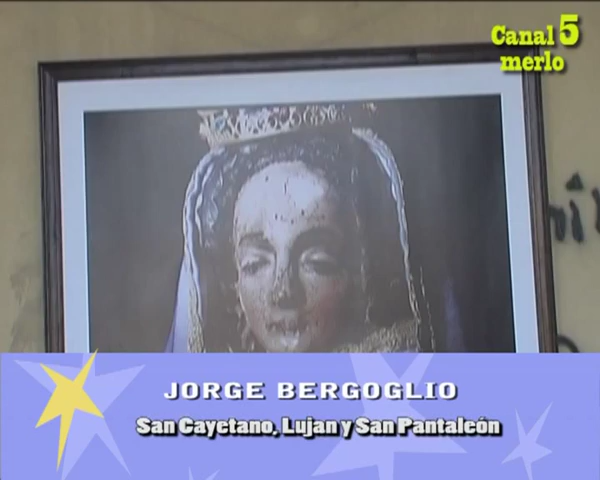 Canal 5
merlo
JORGE BERGOGLIO
San Cayetano, Lujan y San Pantaleón